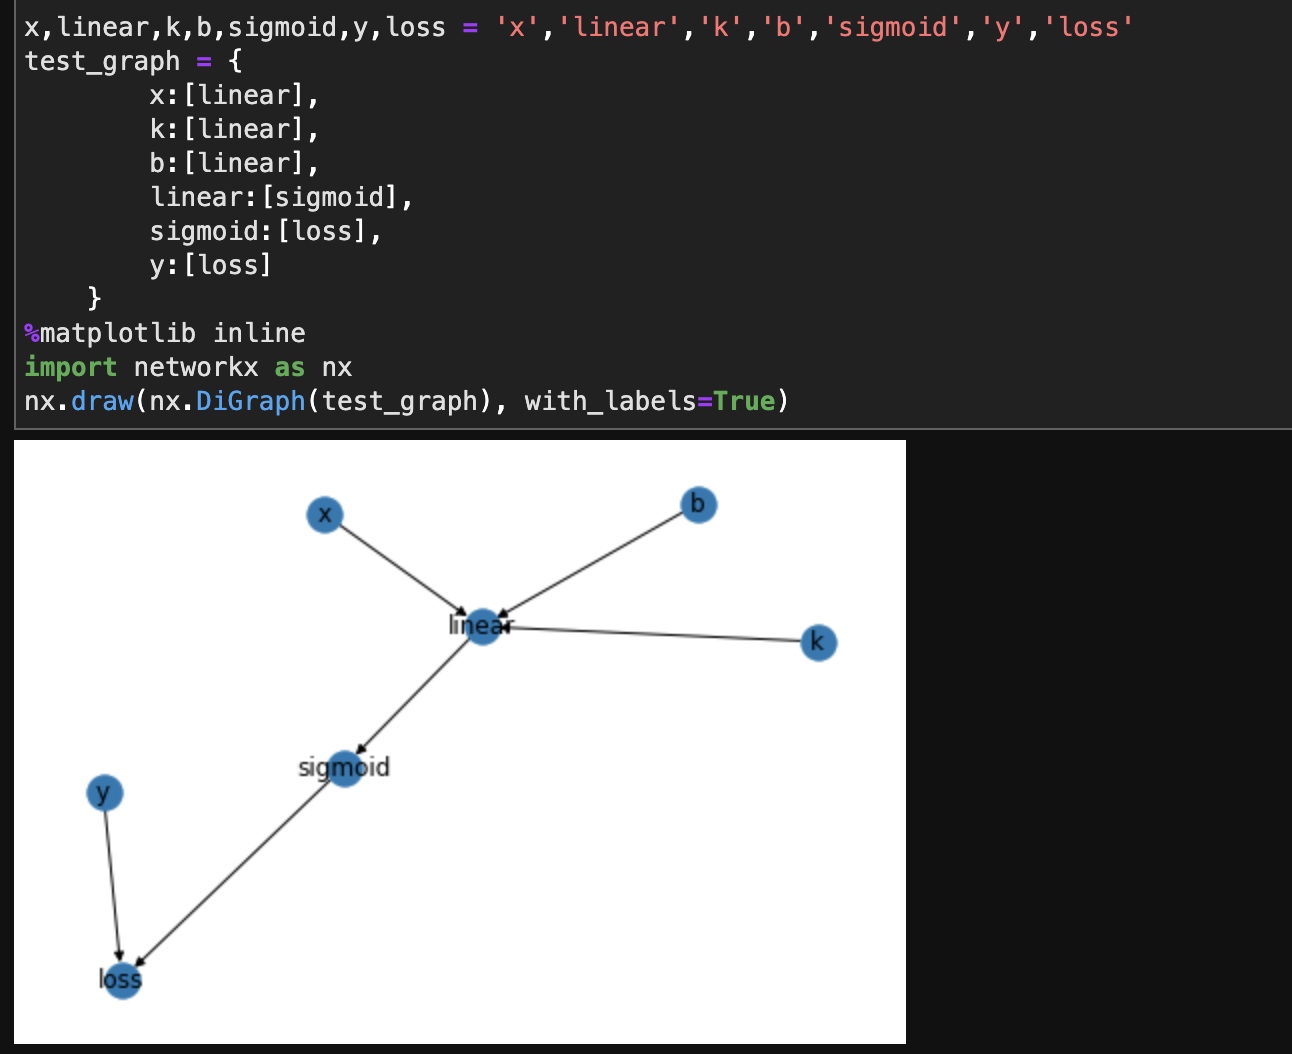 x,linear,k,b,sigmoid,y,loss = 'x','linear','k','b','sigmoid','y','loss'
test_graph = {
        x:[linear],
        k:[linear],
        b:[linear],
        linear:[sigmoid],
        sigmoid:[loss],
        y:[loss]
    }
%matplotlib inline
import networkx as nx
nx.draw(nx.DiGraph(test_graph), with_labels=True)
x
b
linear
k
sigmoid
y
loss